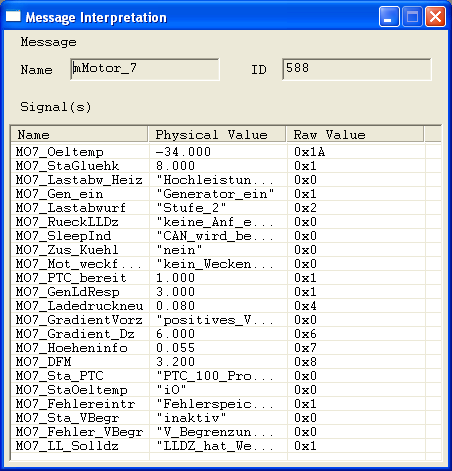 Message Interpretation
Message
Name mMotor_7 ID 588
Signal(s)
Name Physical Value Raw Value
MO7_Oeltemp -34.000 0x1A
MO7_StaGluehk 8.000 0x1
MO7_Lastabw_Heiz "Hochleistun... 0x0
MO7_Gen_ein "Generator_ein" 0x1
MO7_Lastabwurf "Stufe_2" 0x2
MO7_RueckLLDz "keine_Anf_e... 0x0
MO7_SleepInd "CAN_wird_be... 0x0
MO7_Zus_Kuehl "nein" 0x0
MO7_Mot_weckf... "kein_Wecken... 0x0
MO7_PTC_bereit 1.000 0x1
MO7_GenLdResp 3.000 0x1
MO7_Ladedruckneu 0.080 0x4
MO7_GradientVorz "positives_V... 0x0
MO7_Gradient_Dz 6.000 0x6
MO7_Hoeheninfo 0.055 0x7
MO7_DFM 3.200 0x8
MO7_Sta_PTC "PTC_100_Pro... 0x0
MO7_StaOeltemp "iO" 0x0
MO7_Fehlereintr "Fehlerspeic... 0x1
MO7_Sta_VBegr "inaktiv" 0x0
MO7_Fehler_VBegr "V_Begrenzun... 0x0
MO7_LL_Solldz "LLDZ_hat_We... 0x1